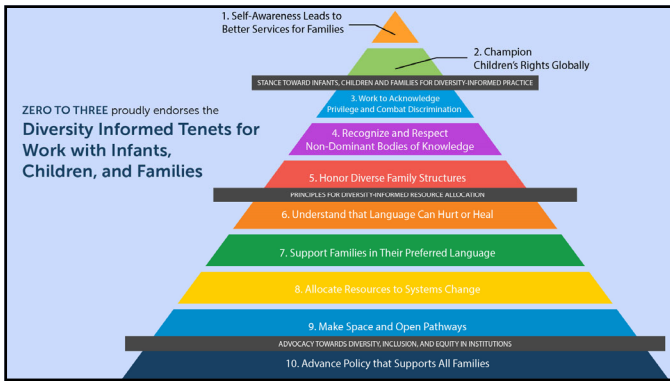 1. Self-Awareness Leads to
Better Services for Families
2. Champion
Children's Rights Globally
STANCE TOWARD INFANTS, CHILDREN AND FAMILIES FOR DIVERSITY-INFORMED PRACTICE
3. Work to Acknowledge
Privilege and Combat Discrimination
ZERO TO THREE proudly endorses the
Diversity Informed Tenets for
Work with Infants,
Children, and Families
4. Recognize and Respect
Non-Dominant Bodies of Knowledge
5. Honor Diverse Family Structures
PRINCIPLES FOR DIVERSITY-INFORMED RESOURCE ALLOCATION
6. Understand that Language Can Hurt or Heal
7. Support Families in Their Preferred Language
8. Allocate Resources to Systems Change
9. Make Space and Open Pathways
ADVOCACY TOWARDS DIVERSITY, INCLUSION, AND EQUITY IN INSTITUTIONS
10. Advance Policy that Supports All Families